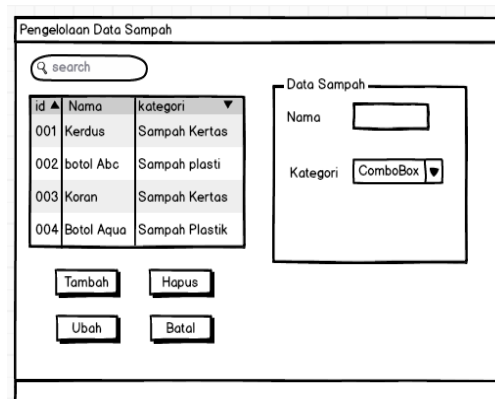 Pengelolaan Data Sampah
search
id Nama kategori
001 Kerdus Sampah Kertas
002 botol Abc Sampah plasti
003 Koran Sampah Kertas
004 Botol Aqua Sampah Plastik
Tambah Hapus
Ubah Batal
Data Sampah
Nama
Kategori ComboBox